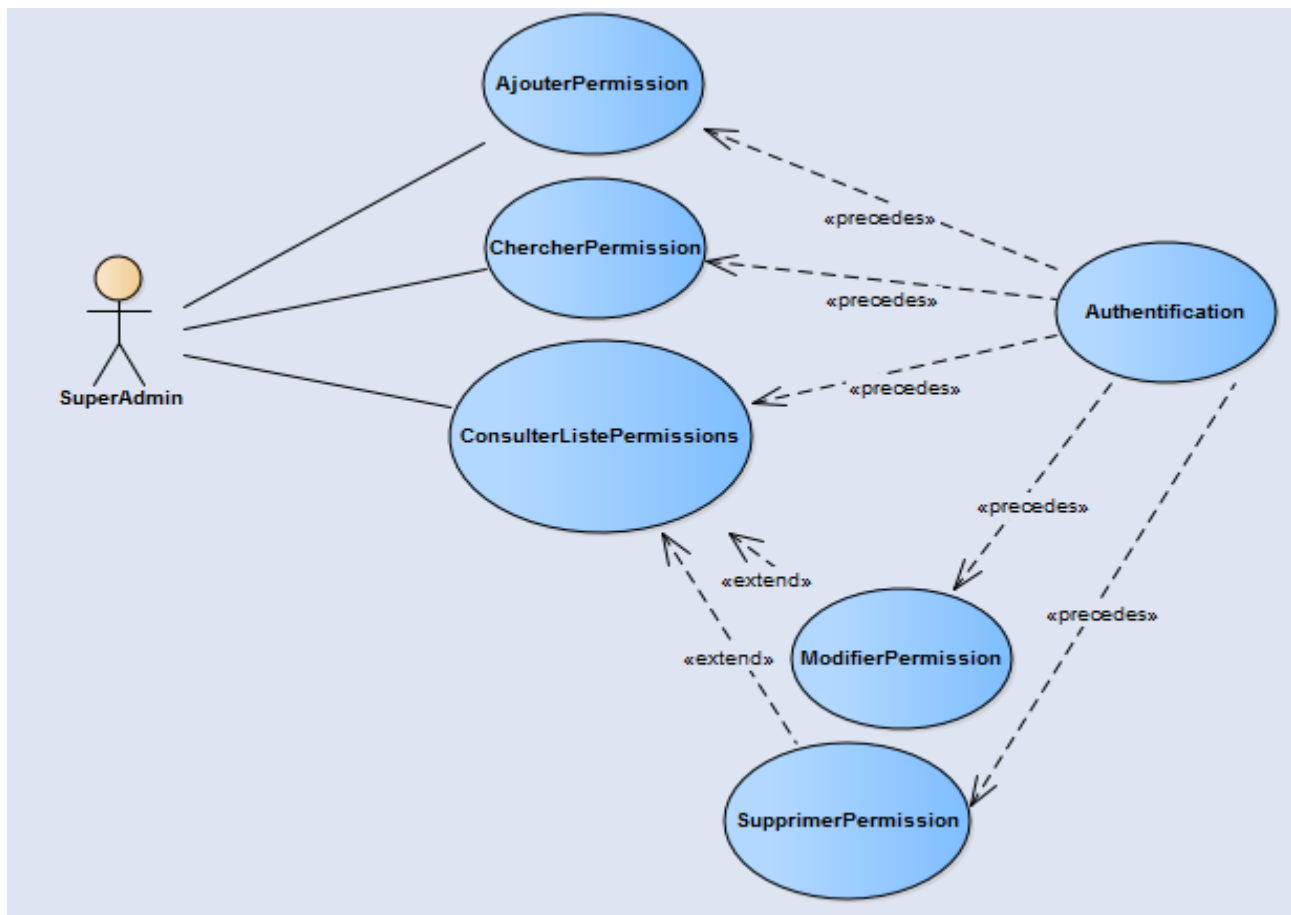 AjouterPermission
«precedes»
ChercherPermission
«precedes»
Authentification
SuperAdmin
«precedes»
ConsulterListePermissions
«precedes»
«extend»
«precedes»
«extend»
ModifierPermission
SupprimerPermission